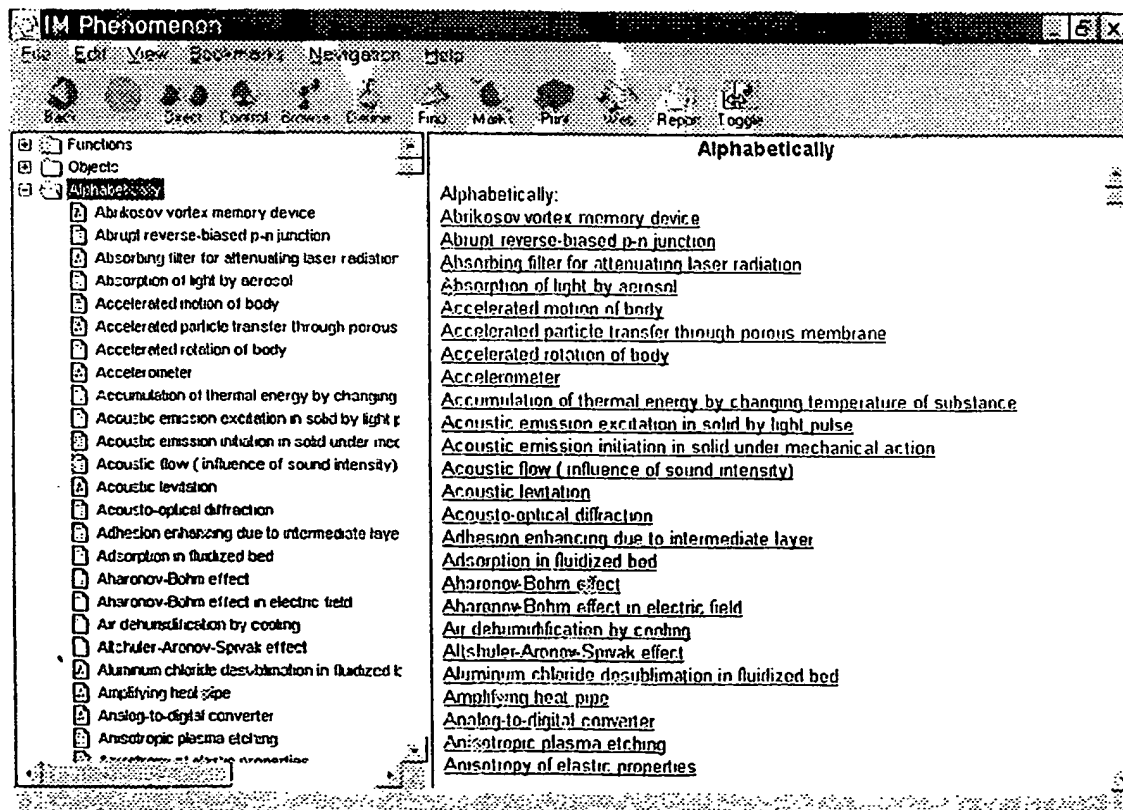 IM Phenomenon
File Edit View Bookmarks Navigation Help
Back Direct Control Browse Define Find Marks Print Web Report Toggle
Functions
Objects
Alphabetically
Abrikosov vortex memory device
Abrupt reverse-biased p-n junction
Absorbing filter for attenuating laser radiation
Absorption of light by aerosol
Accelerated motion of body
Accelerated particle transfer through porous
Accelerated rotation of body
Accelerometer
Accumulation of thermal energy by changing
Acoustic emission excitation in solid by light p
Acoustic emission initiation in solid under mec
Acoustic flow ( influence of sound intensity)
Acoustic levitation
Acousto-optical diffraction
Adhesion enhancing due to intermediate laye
Adsorption in fluidized bed
Aharonov-Bohm effect
Aharonov-Bohm effect in electric field
Air dehumidification by cooling
Altshuler-Aronov-Spivak effect
Aluminum chloride desublimation in fluidized b
Amplifying heat pipe
Analog-to-digital converter
Anisotropic plasma etching
Anisotropy of elastic properties
Alphabetically
Alphabetically:
Abrikosov vortex memory device
Abrupt reverse-biased p-n junction
Absorbing filter for attenuating laser radiation
Absorption of light by aerosol
Accelerated motion of body
Accelerated particle transfer through porous membrane
Accelerated rotation of body
Accelerometer
Accumulation of thermal energy by changing temperature of substance
Acoustic emission excitation in solid by light pulse
Acoustic emission initiation in solid under mechanical action
Acoustic flow ( influence of sound intensity)
Acoustic levitation
Acousto-optical diffraction
Adhesion enhancing due to intermediate layer
Adsorption in fluidized bed
Aharonov-Bohm effect
Aharonov-Bohm effect in electric field
Air dehumidification by cooling
Altshuler-Aronov-Spivak effect
Aluminum chloride desublimation in fluidized bed
Amplifying heat pipe
Analog-to-digital converter
Anisotropic plasma etching
Anisotropy of elastic properties